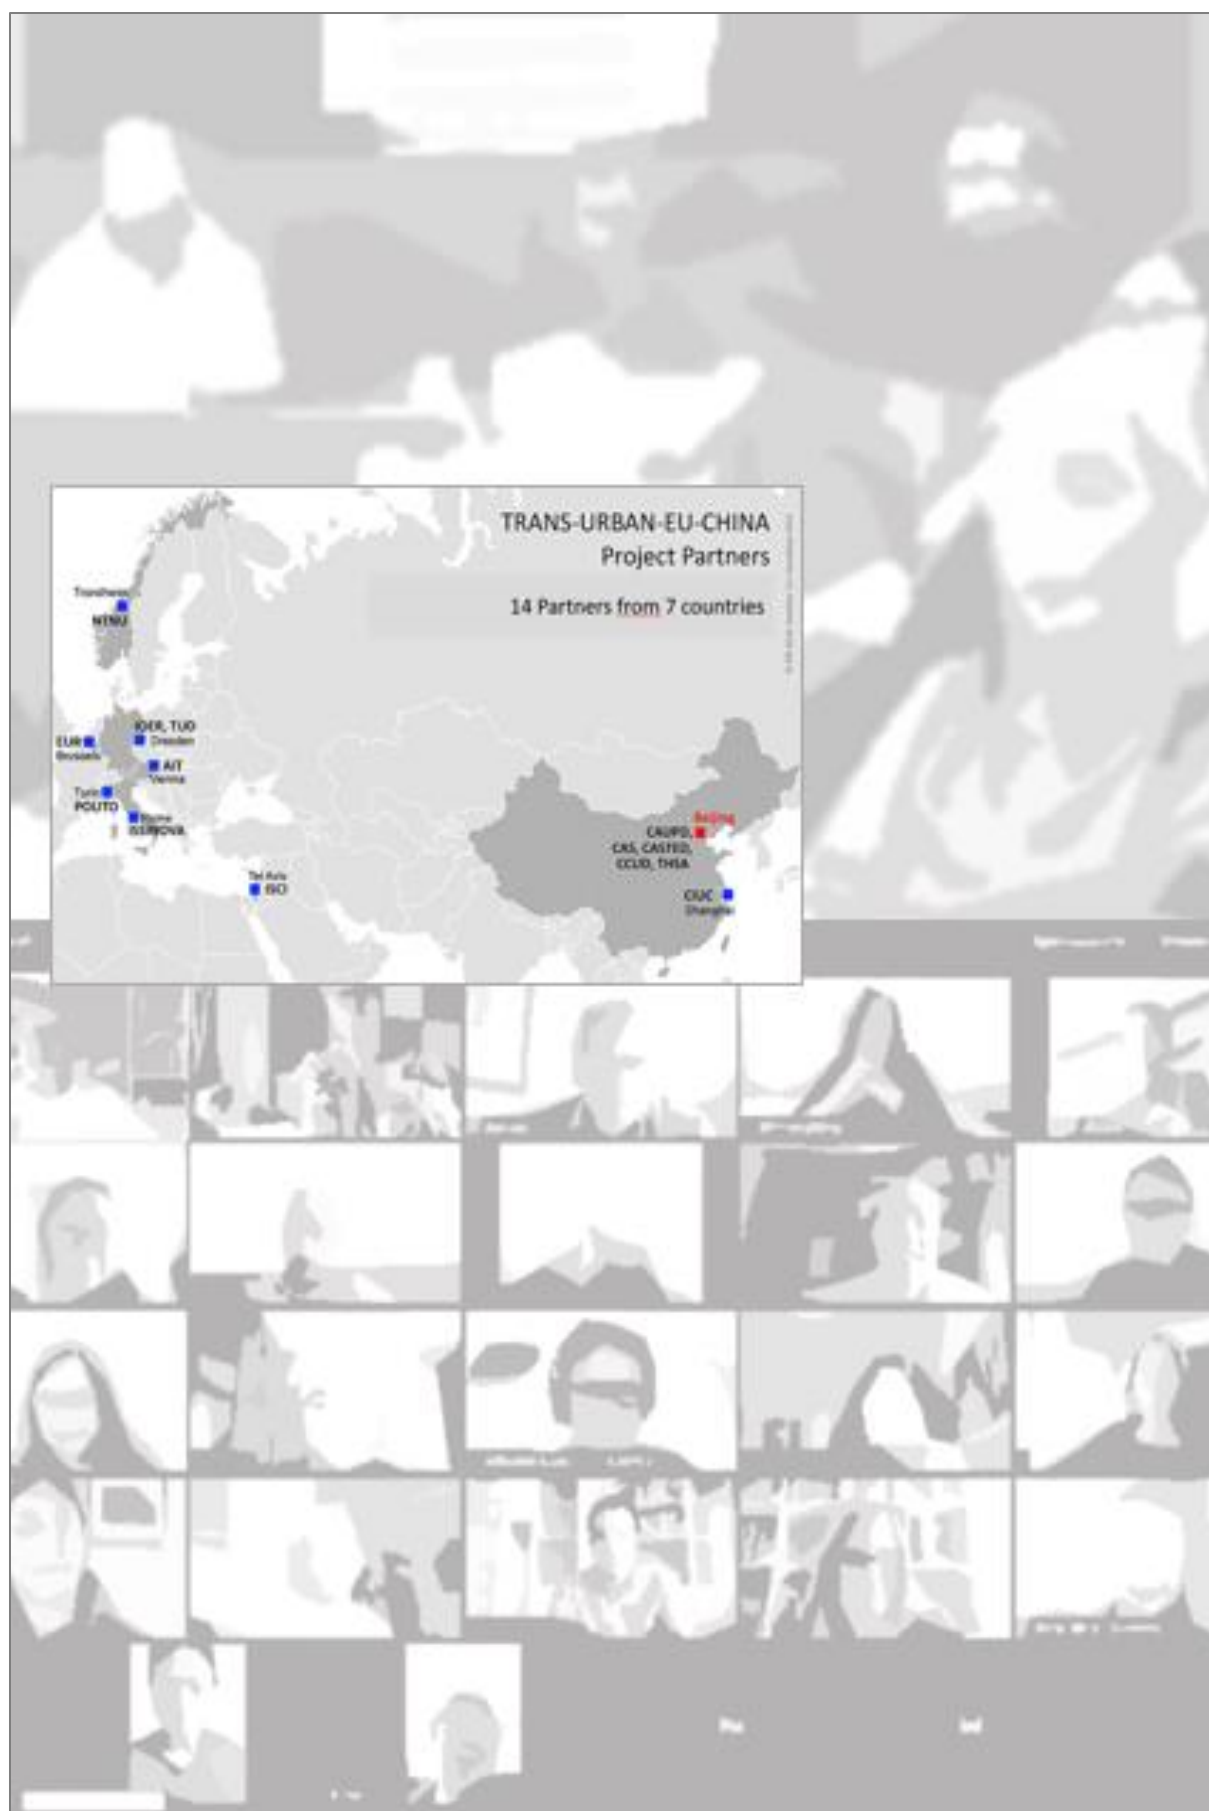 TRANS-URBAN-EU-CHINA
Project Partners
14 Partners from 7 countries
Trondheim
NTNU
IOER, TUD
Dresden
EUR
Brussels
AIT
Vienna
Turin
POLITO
Rome
ISINNOVA
Tel Aviv
ISCI
Beijing
CAUPD,
CAS, CASTED,
CCUD, THSA
CIUC
Shanghai